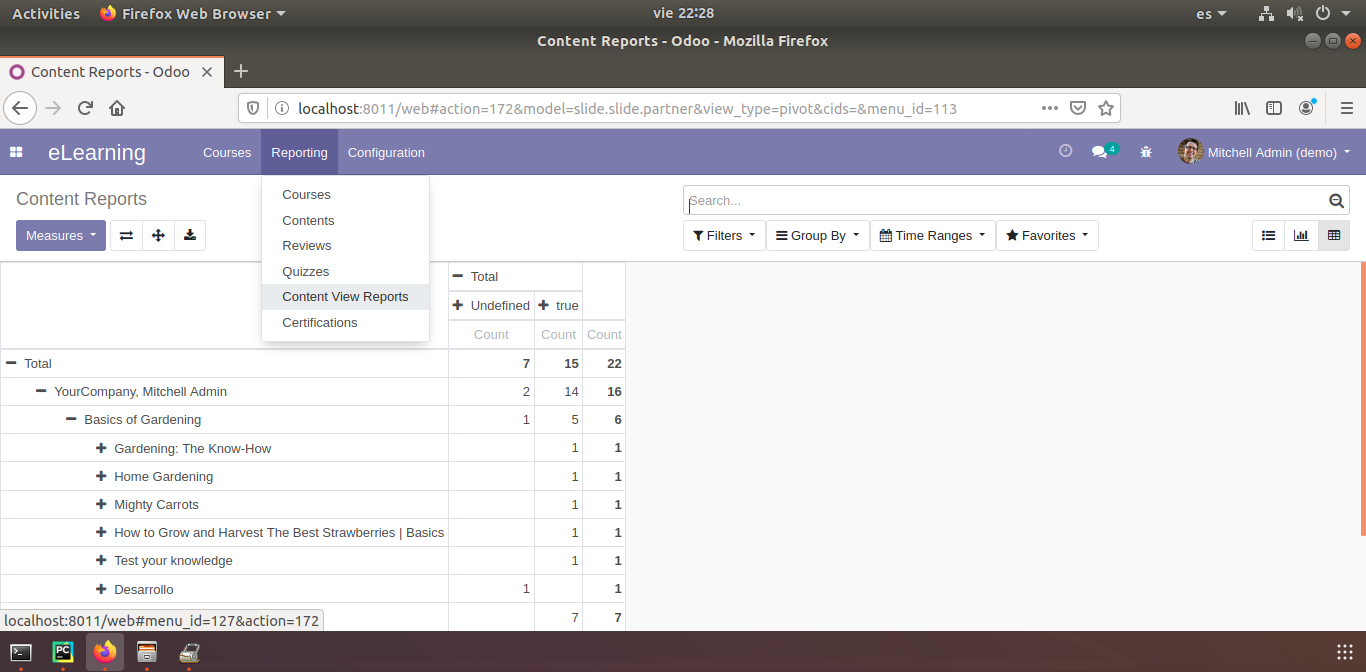 Activities Firefox Web Browser vie 22:28 es
Content Reports - Odoo - Mozilla Firefox
Content Reports - Odoo
localhost:8011/web#action=172&model=slide.slide.partner&view_type=pivot&cids=&menu_id=113
eLearning Courses Reporting Configuration 4 Mitchell Admin (demo)
Content Reports
Search...
Measures
Filters Group By Time Ranges Favorites
Courses
Contents
Reviews
Quizzes
Content View Reports
Certifications
Total
Undefined true
Count Count Count
Total 7 15 22
YourCompany, Mitchell Admin 2 14 16
Basics of Gardening 1 5 6
Gardening: The Know-How 1 1
Home Gardening 1 1
Mighty Carrots 1 1
How to Grow and Harvest The Best Strawberries | Basics 1 1
Test your knowledge 1 1
Desarrollo 1 1
7 7
localhost:8011/web#menu_id=127&action=172
PC